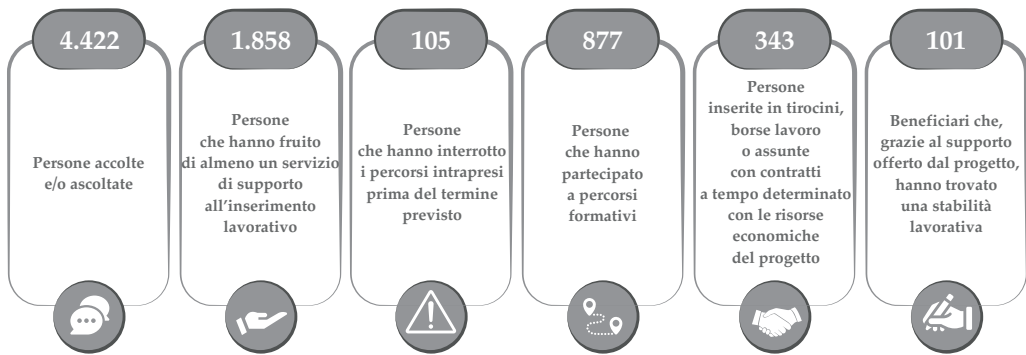 4.422
Persone accolte
e/o ascoltate
1.858
Persone
che hanno fruito
di almeno un servizio
di supporto
all'inserimento
lavorativo
105
Persone
che hanno interrotto
i percorsi intrapresi
prima del termine
previsto
877
Persone
che hanno
partecipato
a percorsi
formativi
343
Persone
inserite in tirocini,
borse lavoro
o assunte
con contratti
a tempo determinato
con le risorse
economiche
del progetto
101
Beneficiari che,
grazie al supporto
offerto dal progetto,
hanno trovato
una stabilità
lavorativa